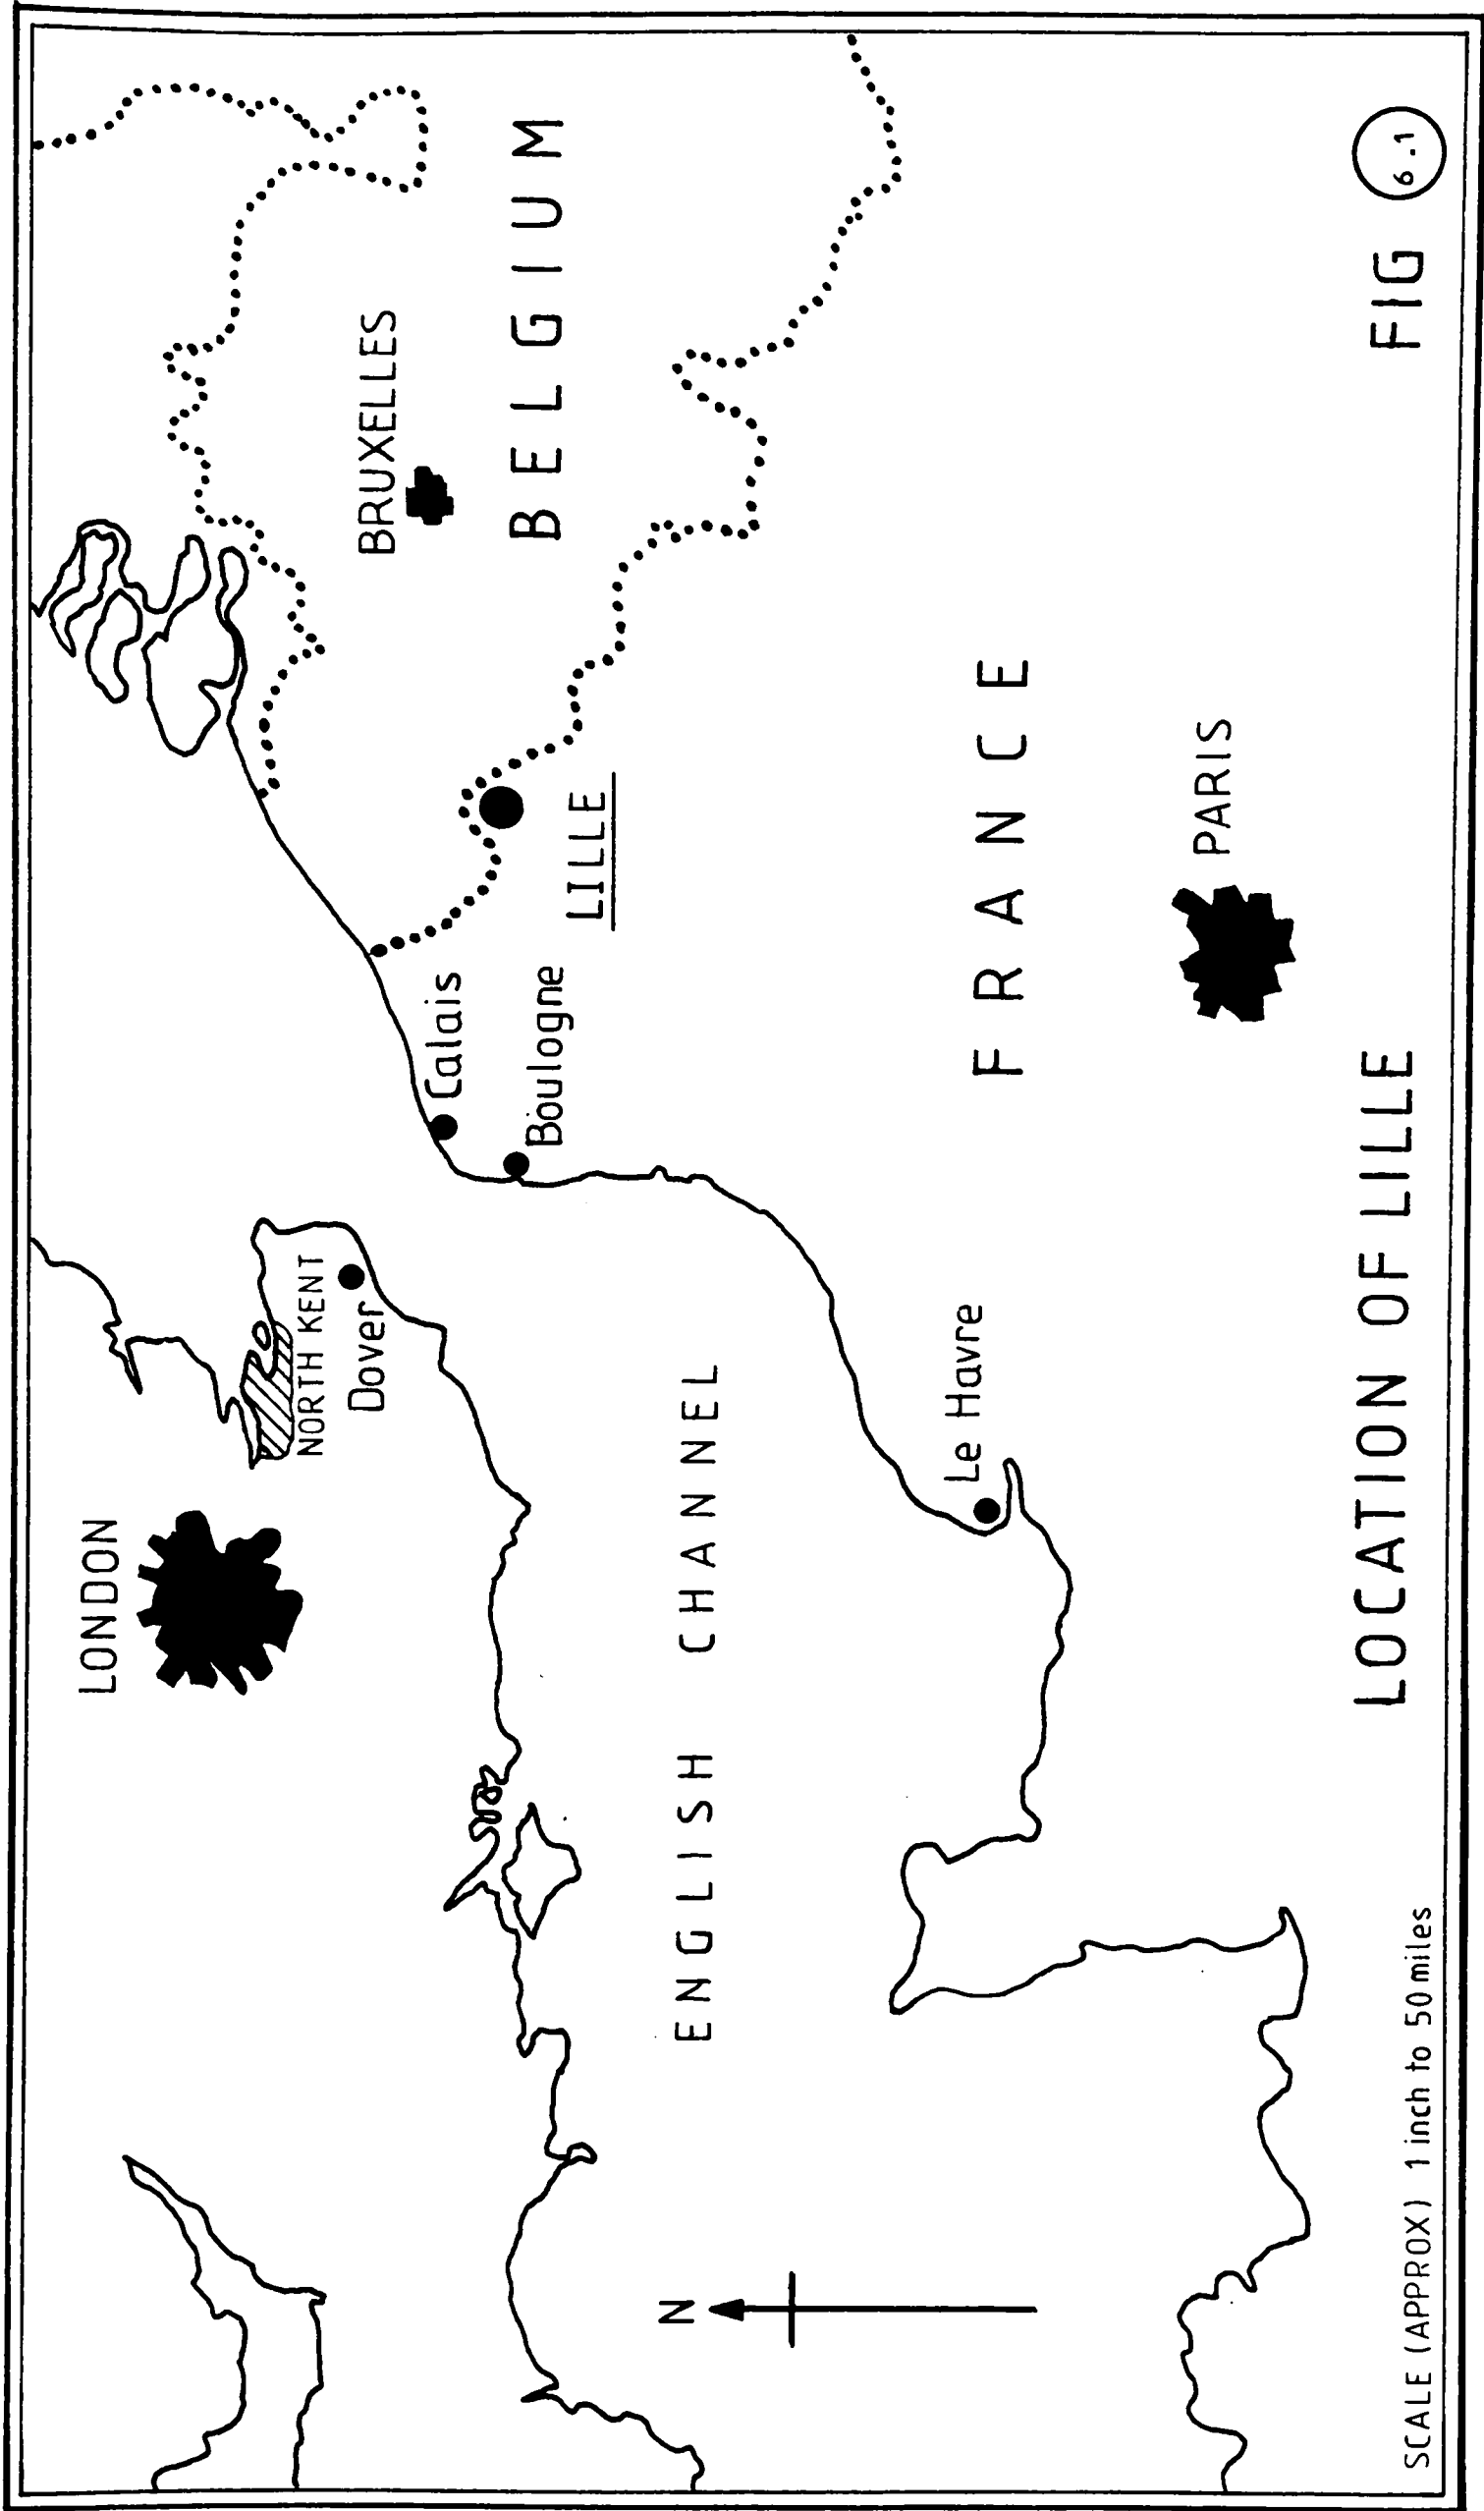 LONDON
NORTH KENT
Dover
Calais
Boulogne
BRUXELLES
BELGIUM
LILLE
ENGLISH CHANNEL
Le Havre
FRANCE
PARIS
N
SCALE (APPROX) 1 inch to 50 miles
LOCATION OF LILLE
FIG 6.1